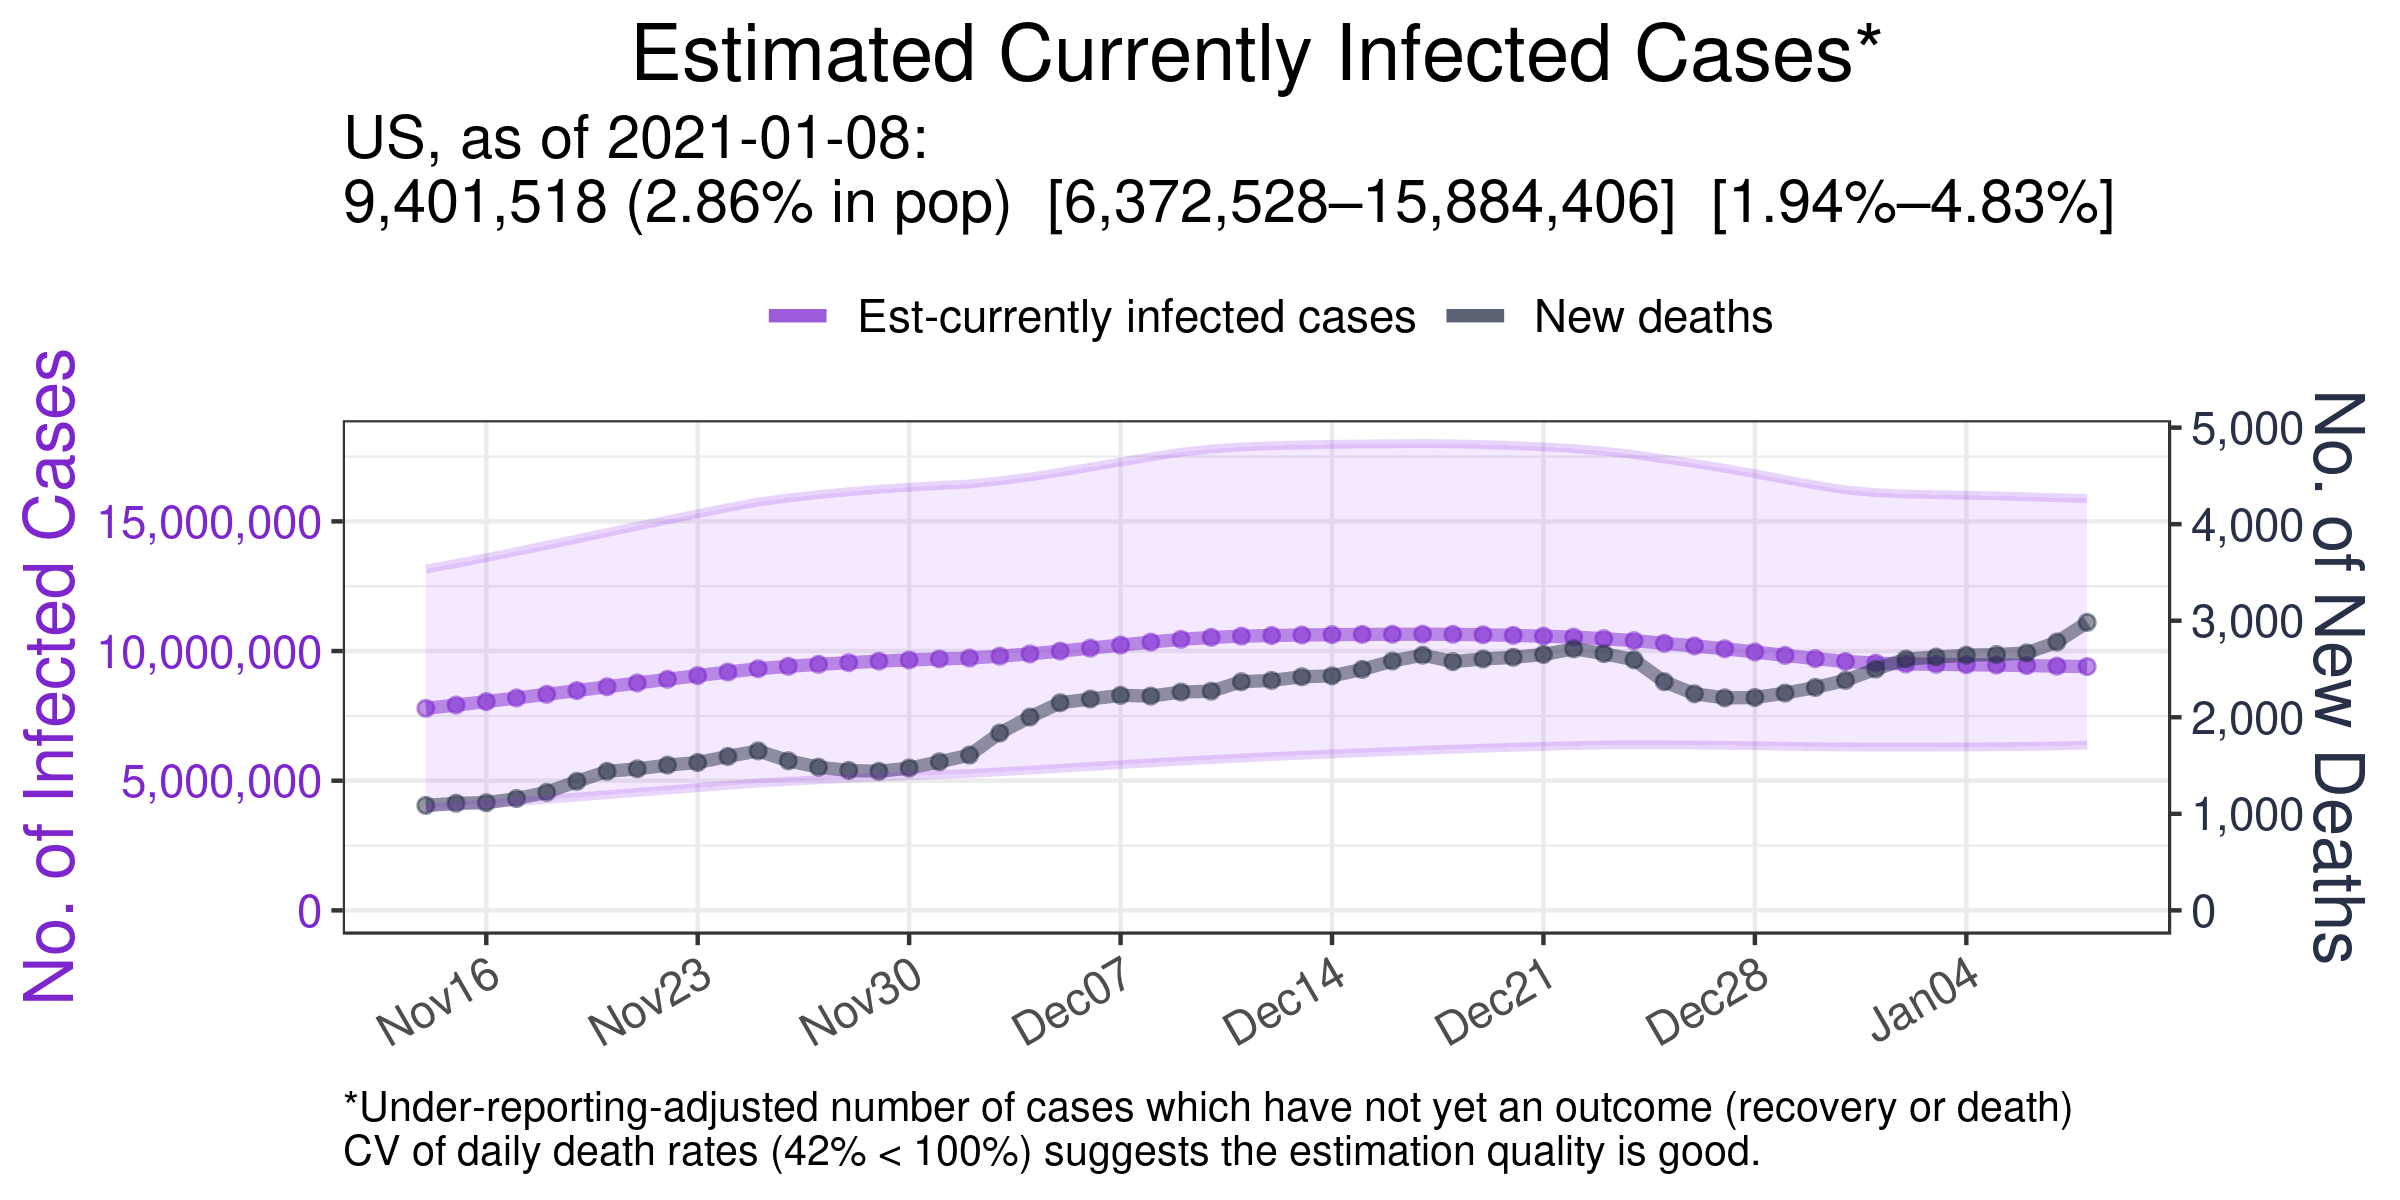 Estimated Currently Infected Cases*
US, as of 2021-01-08:
9,401,518 (2.86% in pop)  [6,372,528–15,884,406]  [1.94%–4.83%]
Est-currently infected cases
New deaths
No. of Infected Cases
15,000,000
10,000,000
5,000,000
0
5,000
4,000
3,000
2,000
1,000
0
No. of New Deaths
Nov16
Nov23
Nov30
Dec07
Dec14
Dec21
Dec28
Jan04
*Under-reporting-adjusted number of cases which have not yet an outcome (recovery or death)
CV of daily death rates (42% < 100%) suggests the estimation quality is good.